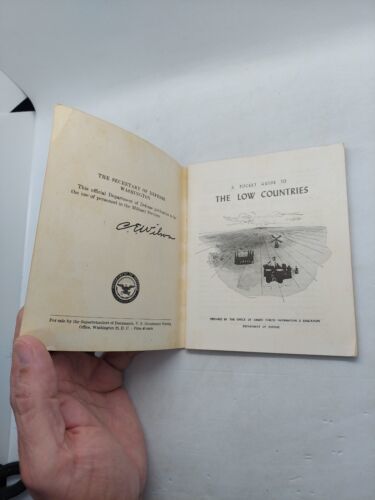 THE SECRETARY OF DEFENSE
WASHINGTON
This official Department of Defense publication is for
the use of personnel in the Military Services.
C E Wilson
For sale by the Superintendent of Documents, U. S. Government Printing
Office, Washington 25, D. C. - Price
A POCKET GUIDE TO
THE LOW COUNTRIES
PREPARED BY THE OFFICE OF ARMED FORCES INFORMATION & EDUCATION
DEPARTMENT OF DEFENSE